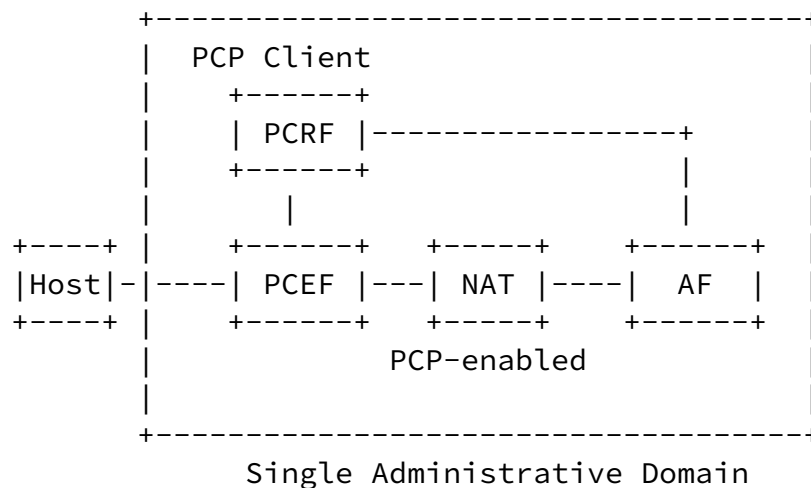 PCP Client
PCRF
Host PCEF NAT AF
PCP-enabled
Single Administrative Domain